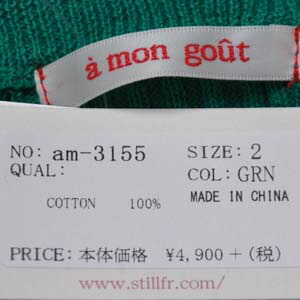 à mon goût
NO: am-3155 SIZE: 2
QUAL: COL: GRN
COTTON 100% MADE IN CHINA
PRICE: 本体価格 ¥4,900 +(税)
www.stillfr.com/